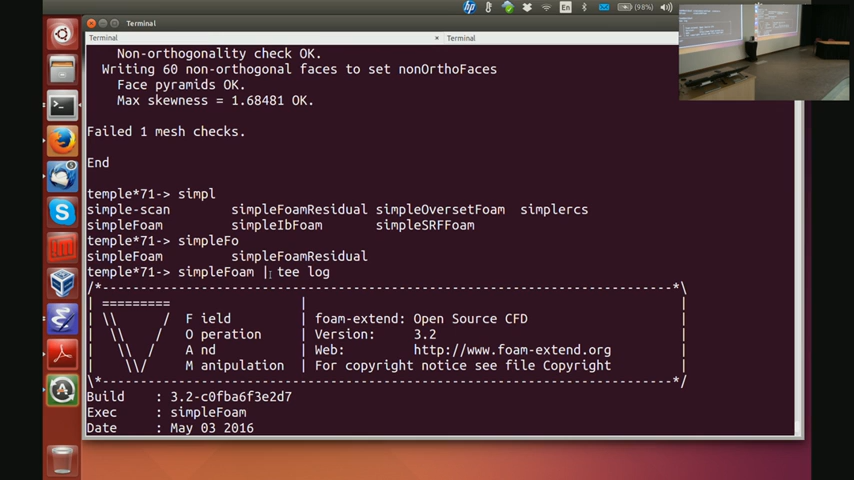 Terminal
En
(98%)
Terminal
Terminal
Non-orthogonality check OK.
Writing 60 non-orthogonal faces to set nonOrthoFaces
Face pyramids OK.
Max skewness = 1.68481 OK.
Failed 1 mesh checks.
End
temple*71-> simpl
simple-scan simpleFoamResidual simpleOversetFoam simplercs
simpleFoam simpleIbFoam simpleSRFFoam
temple*71-> simpleFo
simpleFoam simpleFoamResidual
temple*71-> simpleFoam | tee log
/*---------------------------------------------------------------------------*\
| ========= | |
| \\ / F ield | foam-extend: Open Source CFD |
| \\ / O peration | Version: 3.2 |
| \\ / A nd | Web: http://www.foam-extend.org |
| \\/ M anipulation | For copyright notice see file Copyright |
\*---------------------------------------------------------------------------*/
Build : 3.2-c0fba6f3e2d7
Exec : simpleFoam
Date : May 03 2016